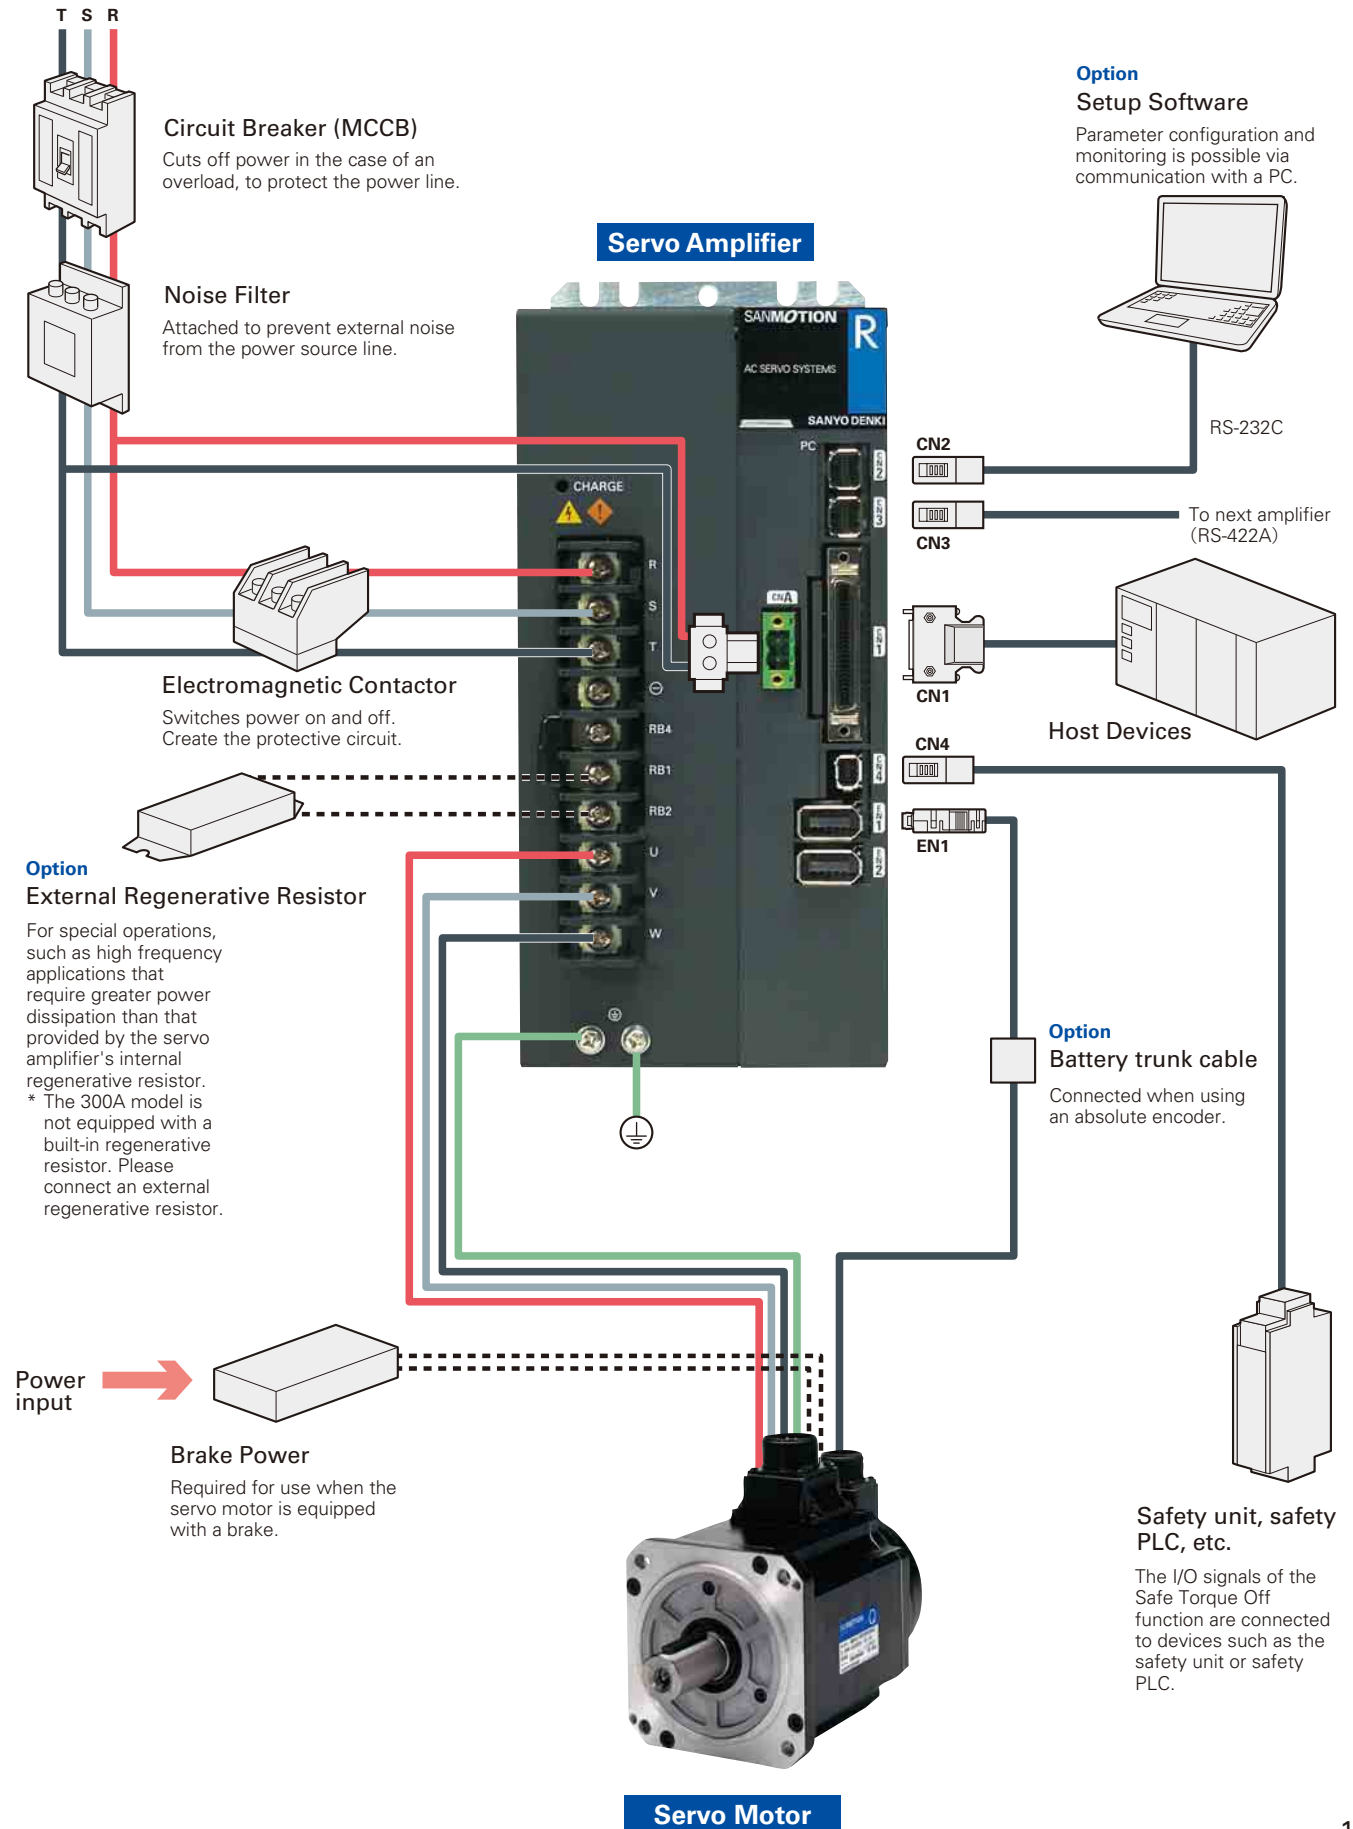 T S R
Circuit Breaker (MCCB)
Cuts off power in the case of an
overload, to protect the power line.
Noise Filter
Attached to prevent external noise
from the power source line.
Option
Setup Software
Parameter configuration and
monitoring is possible via
communication with a PC.
Servo Amplifier
SANMOTION
R
AC SERVO SYSTEMS
SANYO DENKI
PC
CN2
CN3
CHARGE
R
S
T
⊖
RB4
RB1
RB2
U
V
W
CNA
CN1
CN4
EN1
EN2
CN2
RS-232C
CN3
To next amplifier
(RS-422A)
CN1
Host Devices
CN4
EN1
Electromagnetic Contactor
Switches power on and off.
Create the protective circuit.
Option
External Regenerative Resistor
For special operations,
such as high frequency
applications that
require greater power
dissipation than that
provided by the servo
amplifier's internal
regenerative resistor.
* The 300A model is
not equipped with a
built-in regenerative
resistor. Please
connect an external
regenerative resistor.
Option
Battery trunk cable
Connected when using
an absolute encoder.
Power
input
Brake Power
Required for use when the
servo motor is equipped
with a brake.
Safety unit, safety
PLC, etc.
The I/O signals of the
Safe Torque Off
function are connected
to devices such as the
safety unit or safety
PLC.
Servo Motor